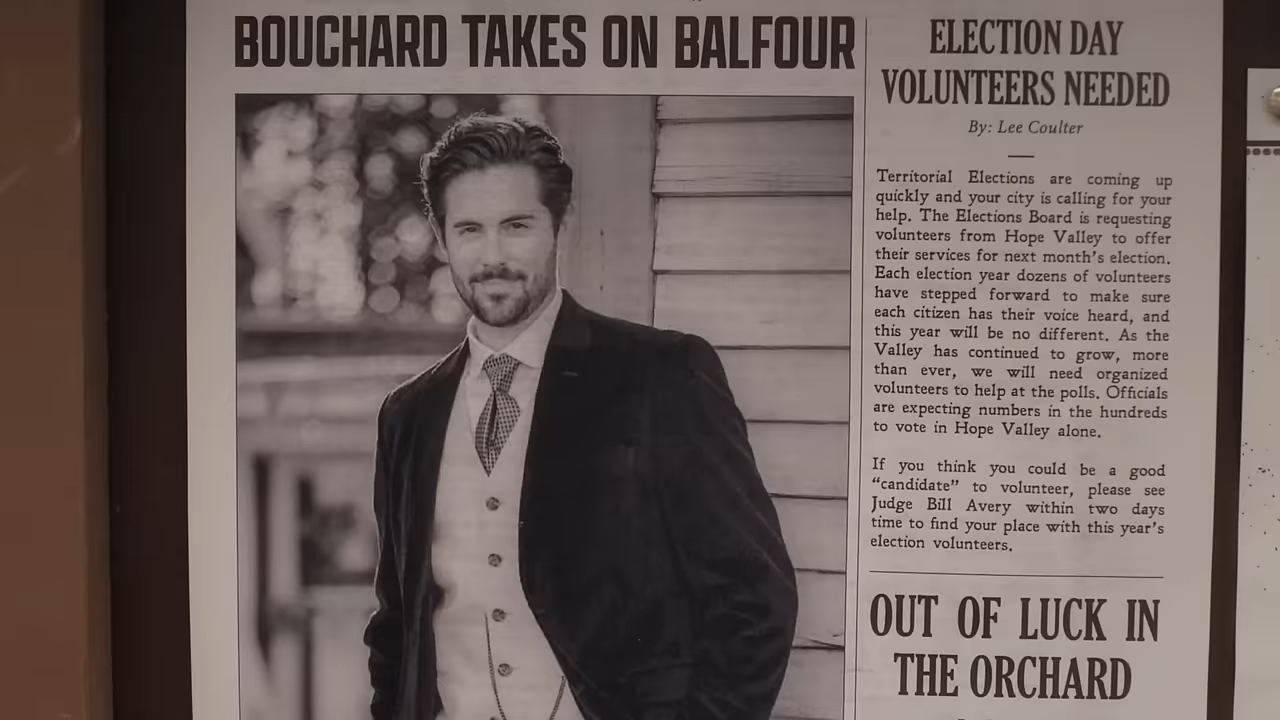 BOUCHARD TAKES ON BALFOUR
ELECTION DAY
VOLUNTEERS NEEDED
By: Lee Coulter
Territorial Elections are coming up
quickly and your city is calling for your
help. The Elections Board is requesting
volunteers from Hope Valley to offer
their services for next month's election.
Each election year dozens of volunteers
have stepped forward to make sure
each citizen has their voice heard, and
this year will be no different. As the
Valley has continued to grow, more
than ever, we will need organized
volunteers to help at the polls. Officials
are expecting numbers in the hundreds
to vote in Hope Valley alone.
If you think you could be a good
“candidate” to volunteer, please see
Judge Bill Avery within two days
time to find your place with this year's
election volunteers.
OUT OF LUCK IN
THE ORCHARD